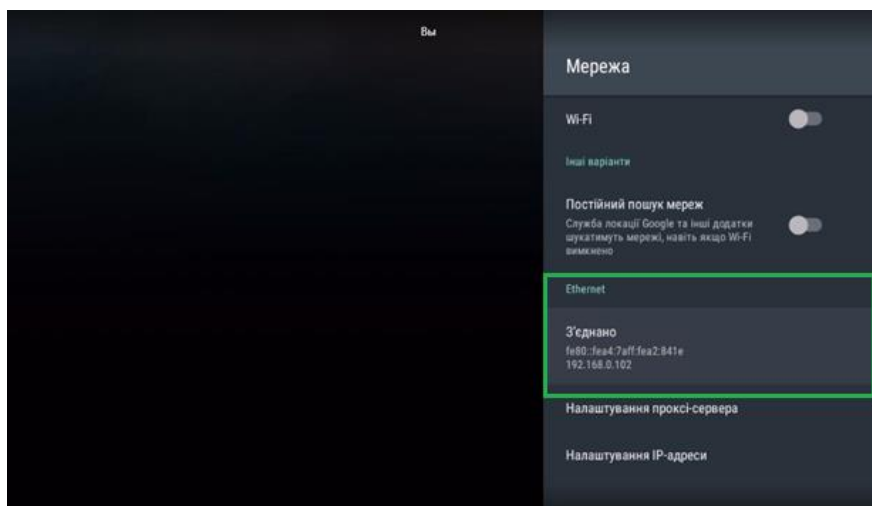 Вы
Мережа
Wi-Fi
Інші варіанти
Постійний пошук мереж
Служба локації Google та інші додатки
шукатимуть мережі, навіть якщо Wi-Fi
вимкнено
Ethernet
З'єднано
fe80::fea4:7aff:fea2:841e
192.168.0.102
Налаштування проксі-сервера
Налаштування IP-адреси